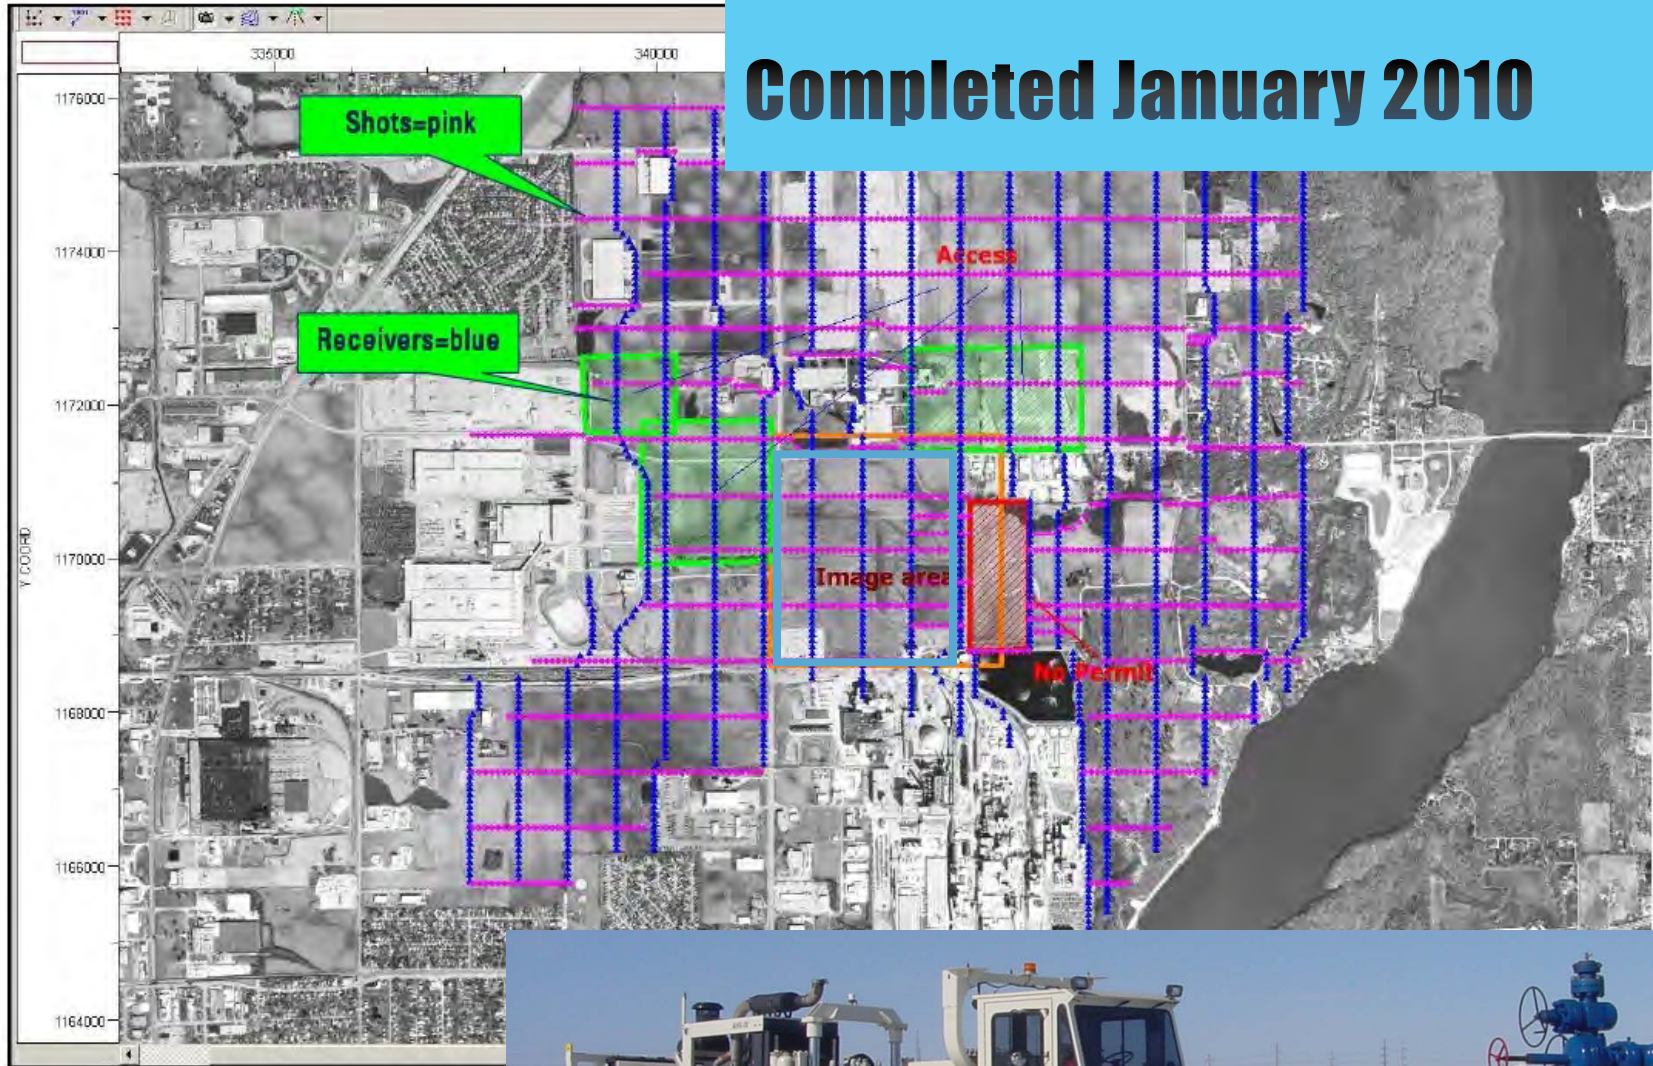 Completed January 2010
335000
340000
1176000
Shots=pink
1174000
Access
Receivers=blue
1172000
1170000
Y COORD
Image area
No Permit
1168000
1166000
1164000